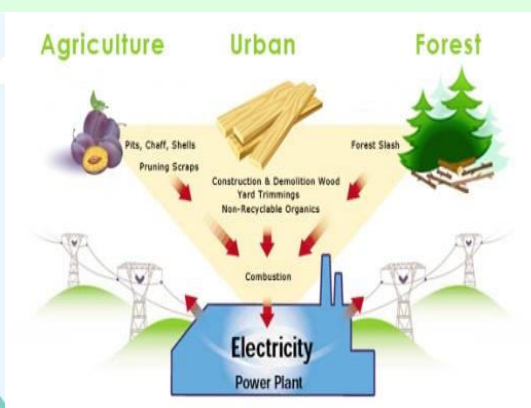 Agriculture
Urban
Forest
Pits, Chaff, Shells
Pruning Scraps
Forest Slash
Construction & Demolition Wood
Yard Trimmings
Non-Recyclable Organics
Combustion
Electricity
Power Plant